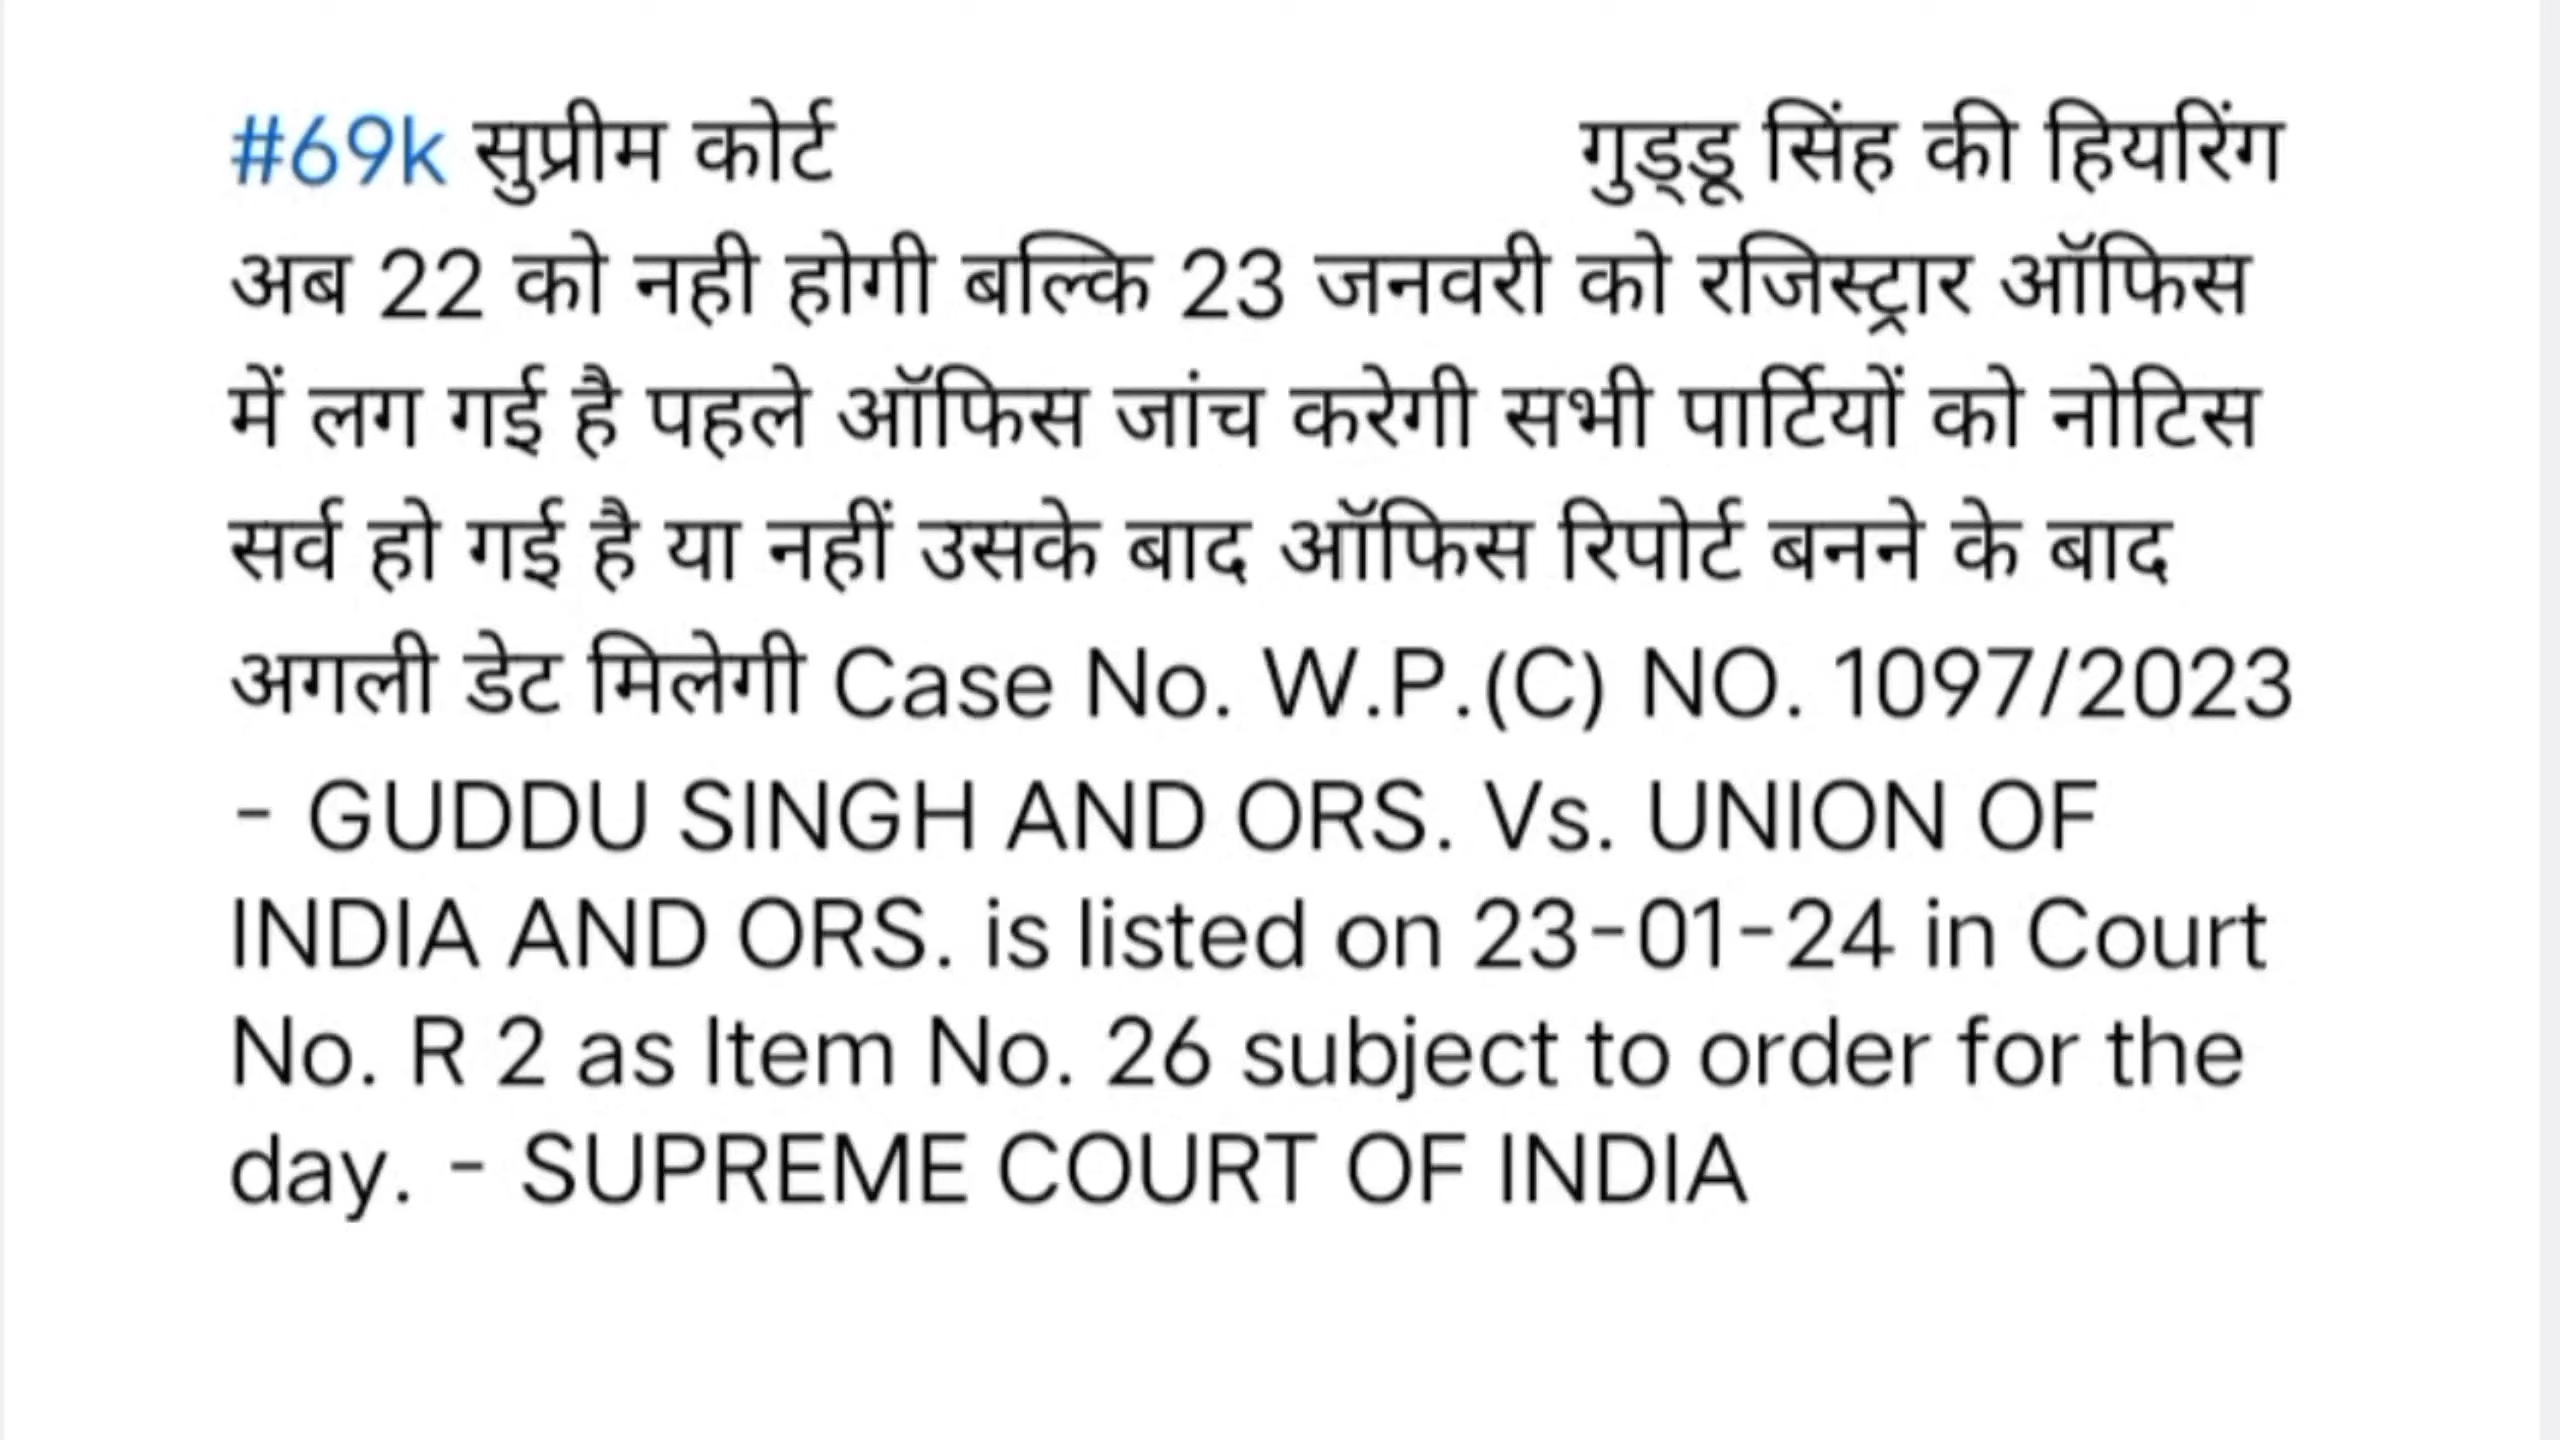 #69k सुप्रीम कोर्ट गुड्डू सिंह की हियरिंग
अब 22 को नही होगी बल्कि 23 जनवरी को रजिस्ट्रार ऑफिस
में लग गई है पहले ऑफिस जांच करेगी सभी पार्टियों को नोटिस
सर्व हो गई है या नहीं उसके बाद ऑफिस रिपोर्ट बनने के बाद
अगली डेट मिलेगी Case No. W.P.(C) NO. 1097/2023
- GUDDU SINGH AND ORS. Vs. UNION OF
INDIA AND ORS. is listed on 23-01-24 in Court
No. R 2 as Item No. 26 subject to order for the
day. - SUPREME COURT OF INDIA